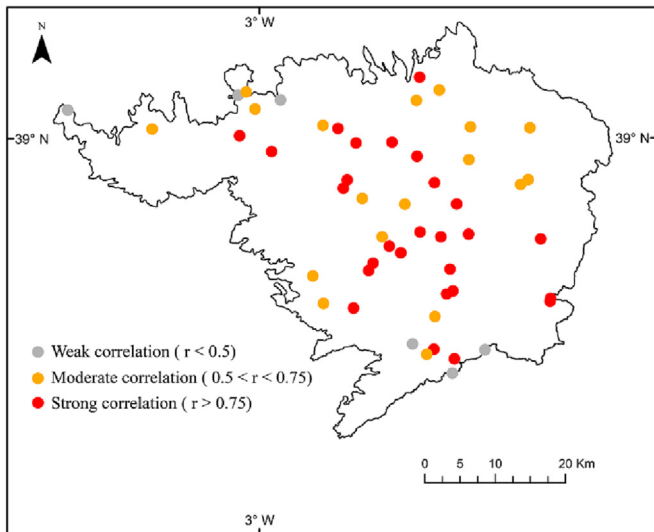 3° W
N
39° N
39° N
Weak correlation ( r < 0.5)
Moderate correlation ( 0.5 < r < 0.75)
Strong correlation ( r > 0.75)
0 5 10 20 Km
3° W